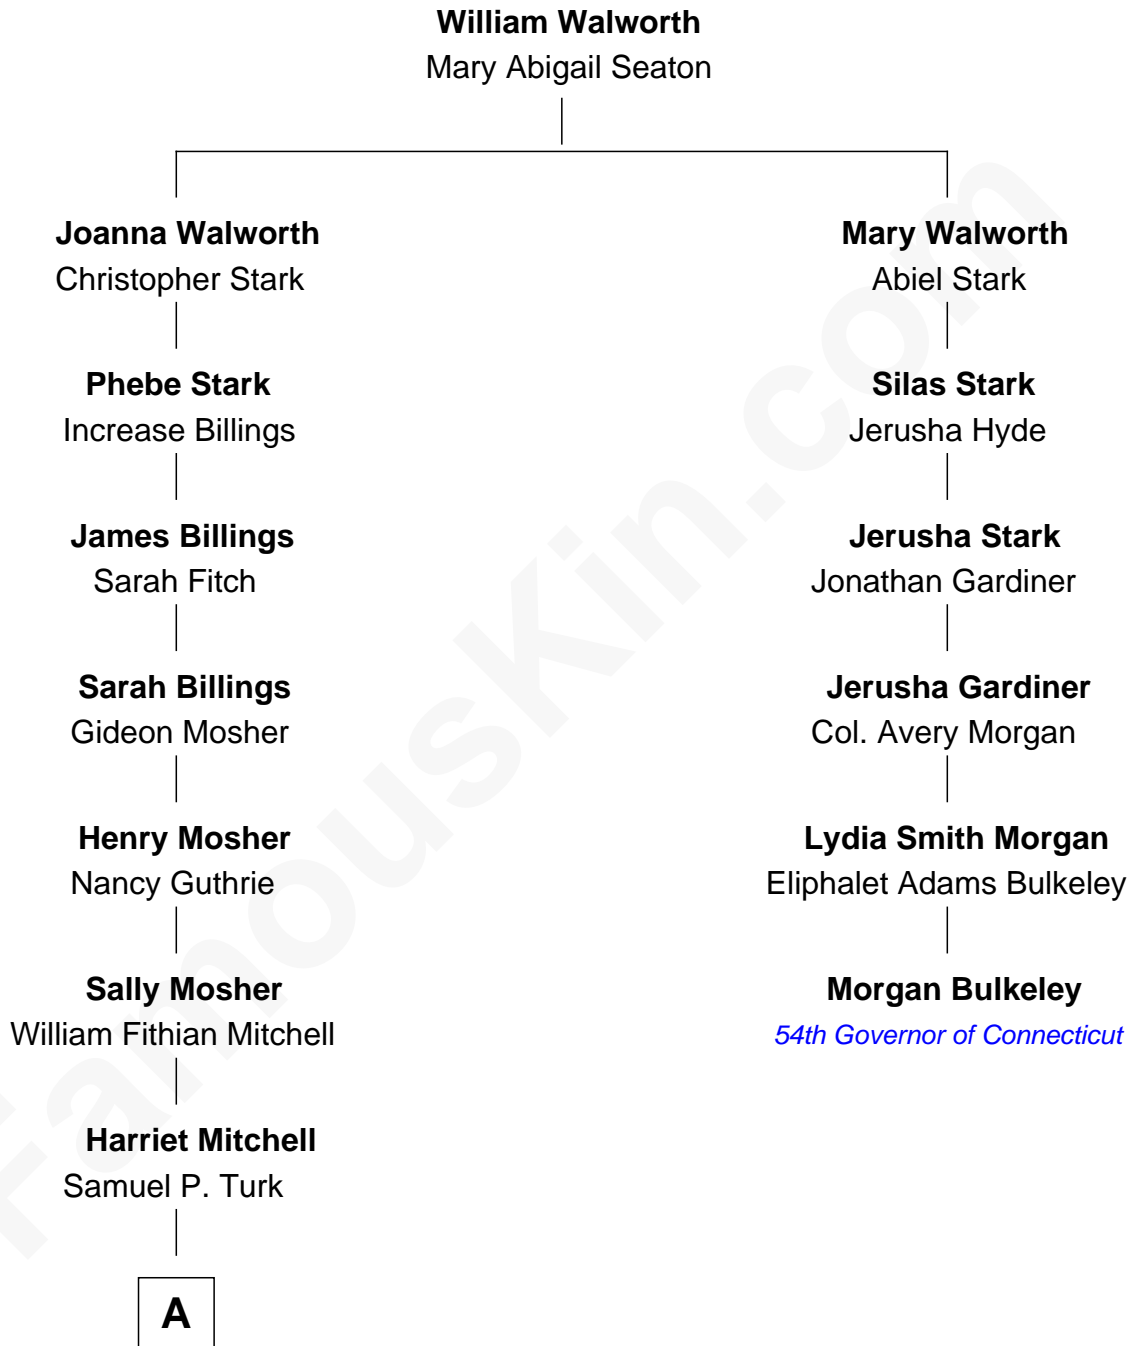 William Walworth
Mary Abigail Seaton
Joanna Walworth
Christopher Stark
Phebe Stark
Increase Billings
James Billings
Sarah Fitch
Sarah Billings
Gideon Mosher
Henry Mosher
Nancy Guthrie
Sally Mosher
William Fithian Mitchell
Harriet Mitchell
Samuel P. Turk
A
Mary Walworth
Abiel Stark
Silas Stark
Jerusha Hyde
Jerusha Stark
Jonathan Gardiner
Jerusha Gardiner
Col. Avery Morgan
Lydia Smith Morgan
Eliphalet Adams Bulkeley
Morgan Bulkeley
54th Governor of Connecticut
FamousKin.com